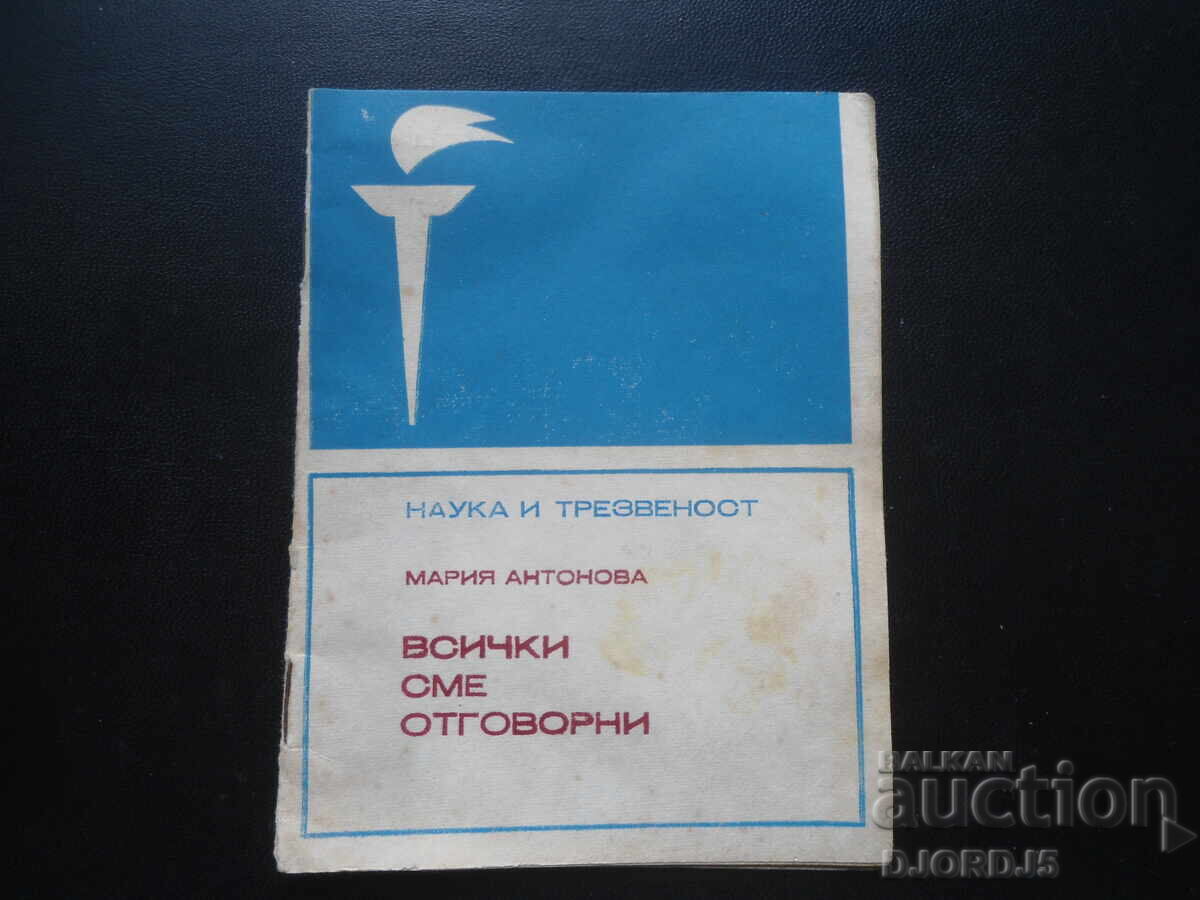 НАУКА И ТРЕЗВЕНОСТ
МАРИЯ АНТОНОВА
ВСИЧКИ
СМЕ
ОТГОВОРНИ
BALKAN
auction
DJORDJ5